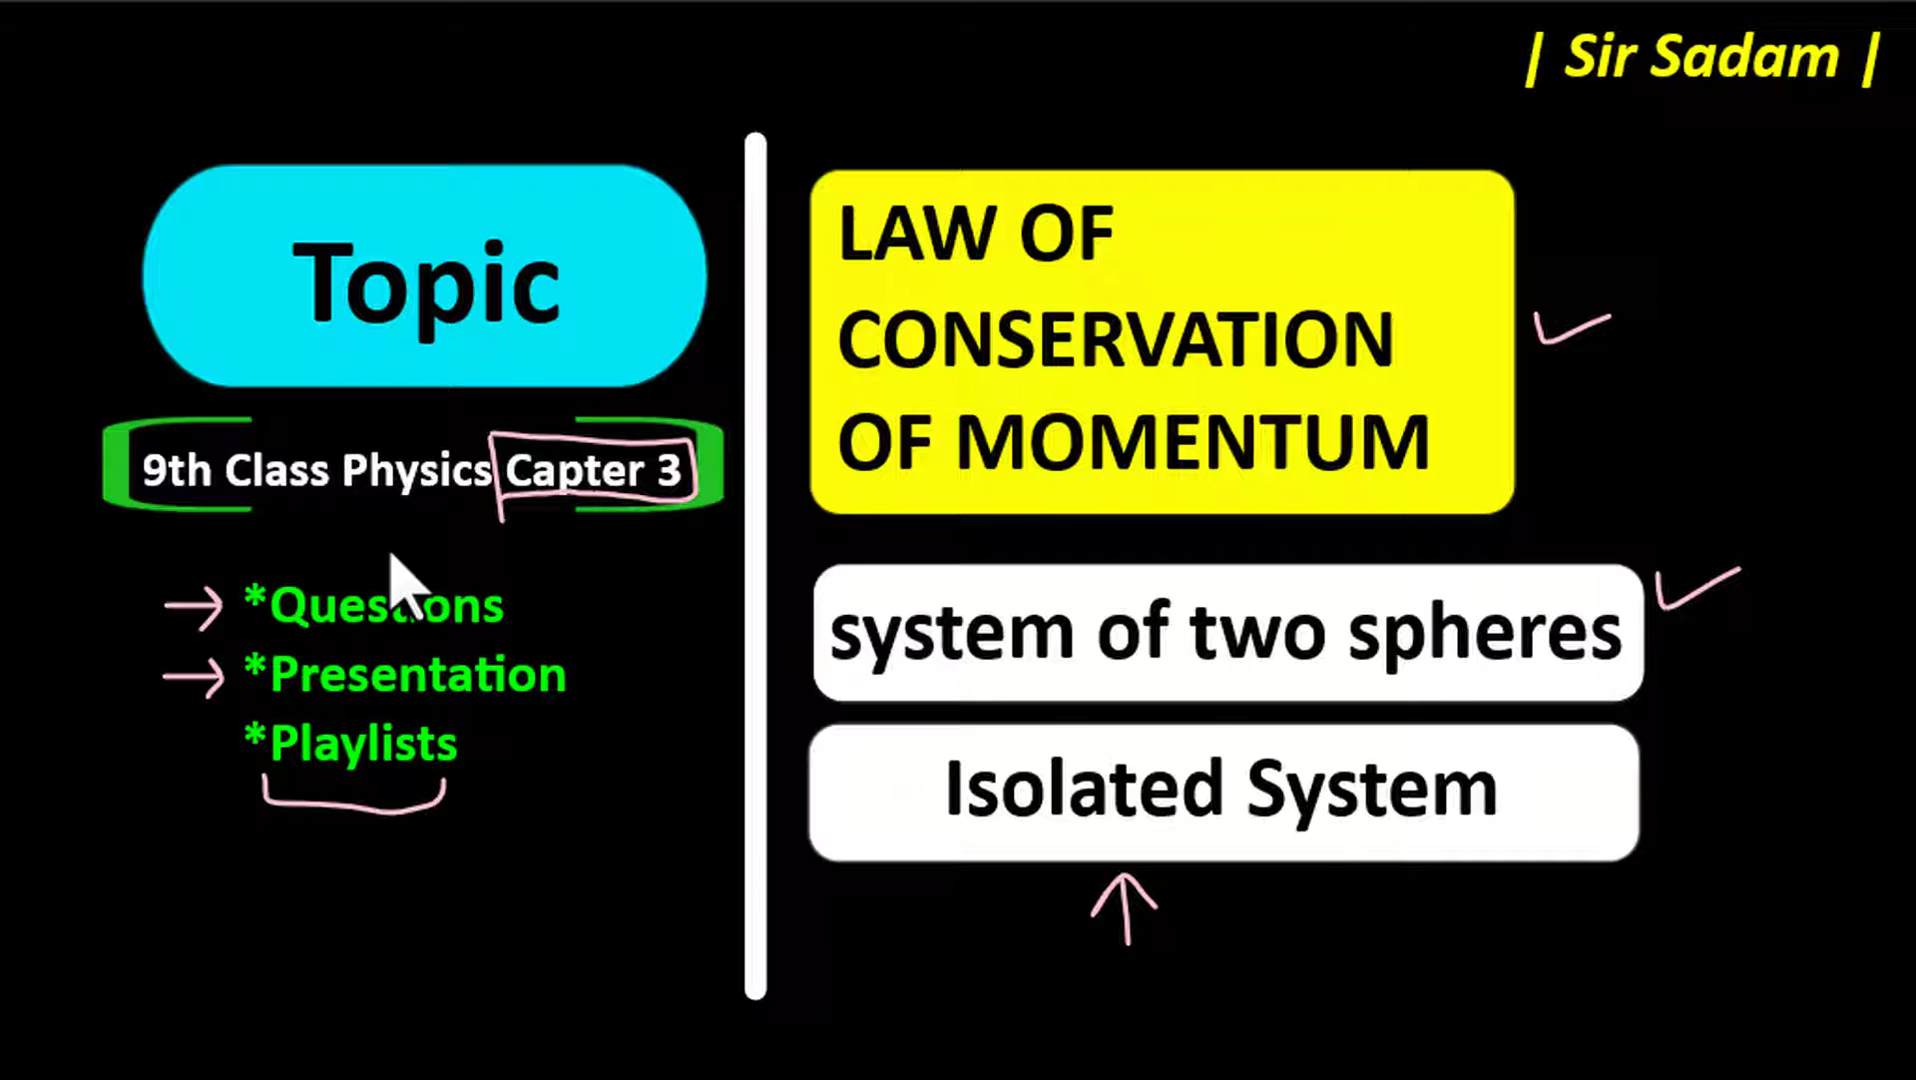 | Sir Sadam |
Topic
9th Class Physics Capter 3
*Questions
*Presentation
*Playlists
LAW OF
CONSERVATION
OF MOMENTUM
system of two spheres
Isolated System